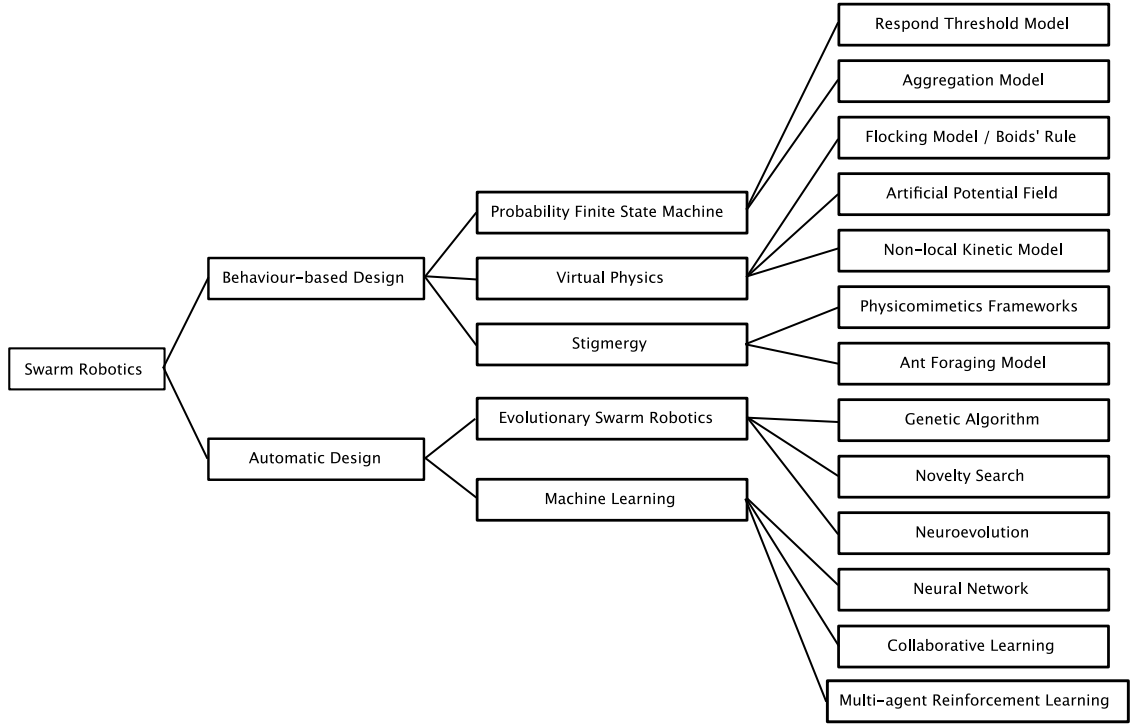 Swarm Robotics
Behaviour-based Design
Automatic Design
Probability Finite State Machine
Virtual Physics
Stigmergy
Evolutionary Swarm Robotics
Machine Learning
Respond Threshold Model
Aggregation Model
Flocking Model / Boids' Rule
Artificial Potential Field
Non-local Kinetic Model
Physicomimetics Frameworks
Ant Foraging Model
Genetic Algorithm
Novelty Search
Neuroevolution
Neural Network
Collaborative Learning
Multi-agent Reinforcement Learning